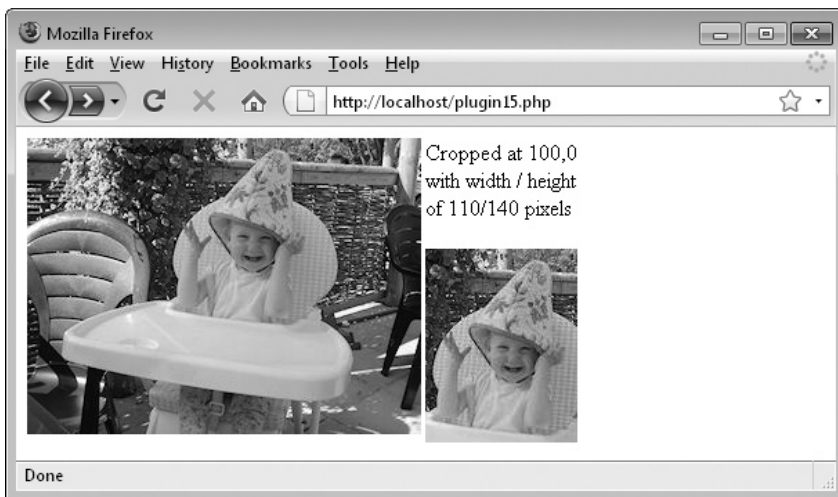 Mozilla Firefox
File Edit View History Bookmarks Tools Help
http://localhost/plugin15.php
Cropped at 100,0
with width / height
of 110/140 pixels
Done